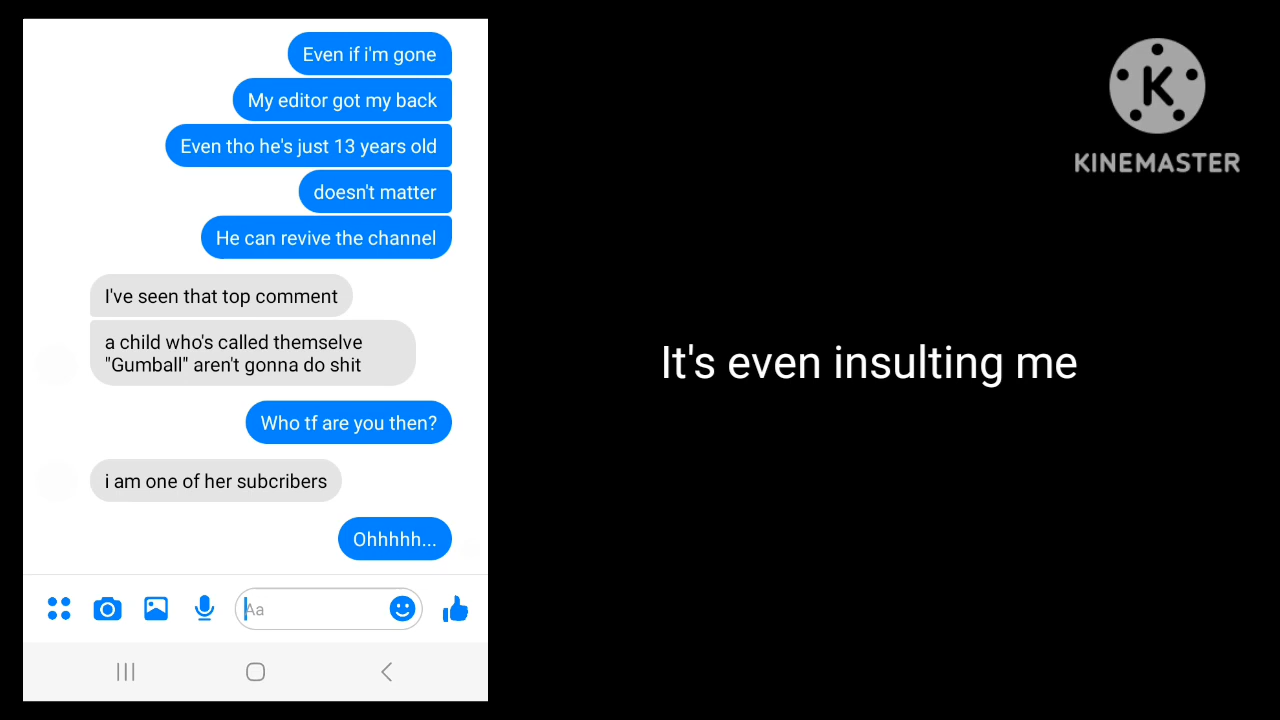 Even if i'm gone
My editor got my back
Even tho he's just 13 years old
doesn't matter
He can revive the channel
I've seen that top comment
a child who's called themselve
"Gumball" aren't gonna do shit
Who tf are you then?
i am one of her subcribers
Ohhhhh...
Aa
K
KINEMASTER
It's even insulting me